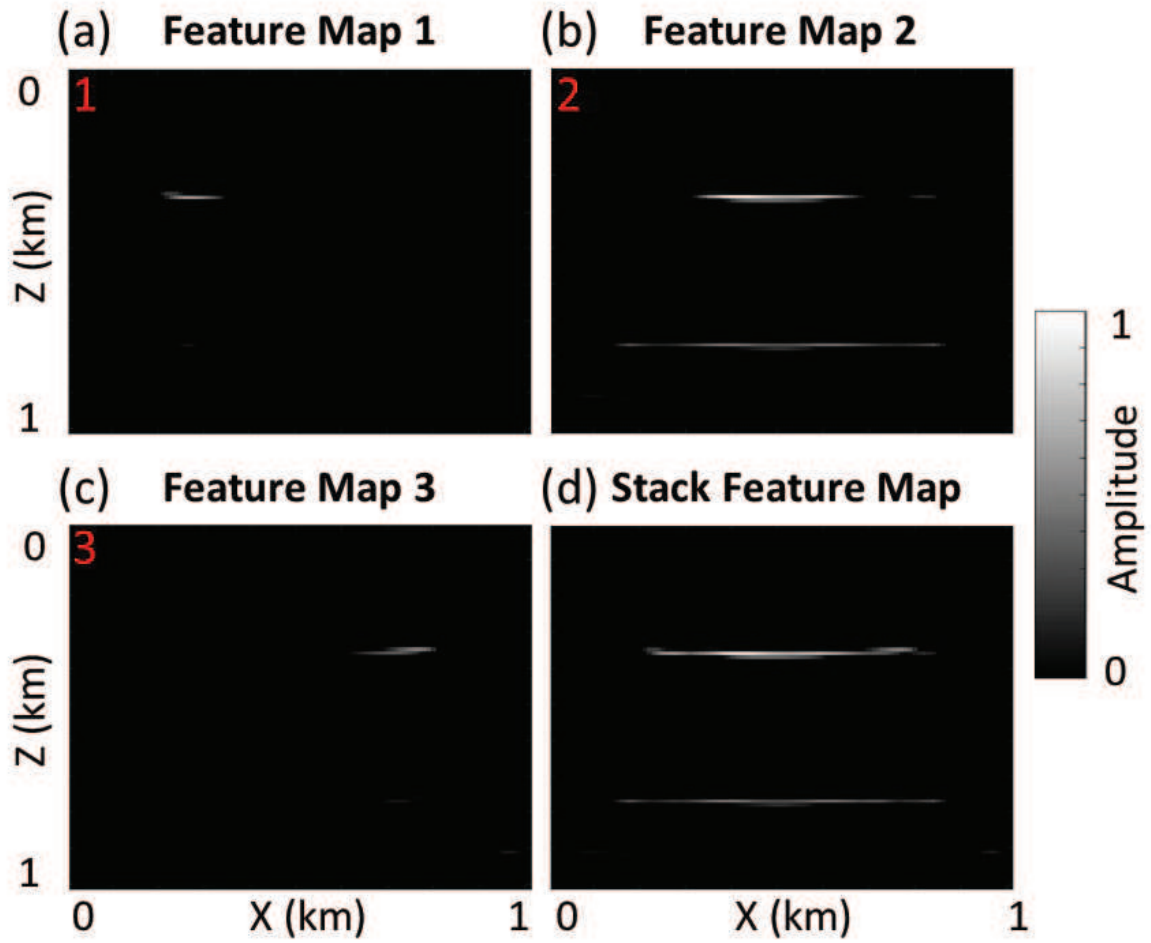 (a) Feature Map 1
(b) Feature Map 2
0
1
2
Z (km)
1
1
Amplitude
0
(c) Feature Map 3
(d) Stack Feature Map
0
3
Z (km)
1
0 X (km) 1
0 X (km) 1